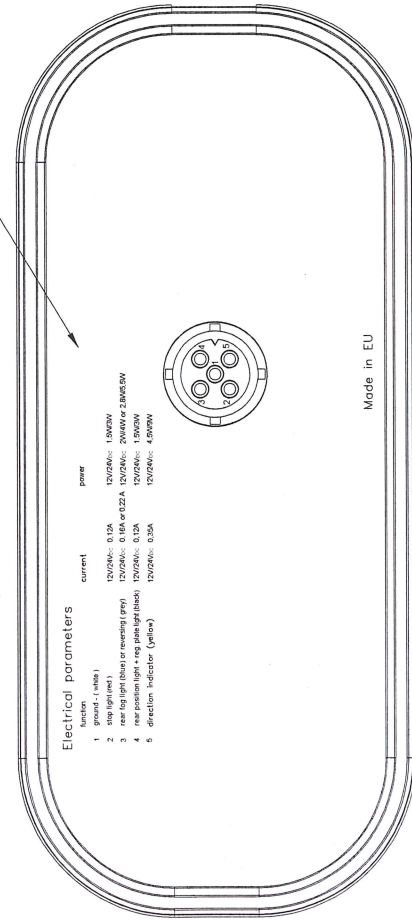 Electrical parameters
function current power
1 ground - ( white )
2 stop light (red ) 12V/24VDC 0,12A 12V/24VDC 1,5W/3W
3 rear fog light (blue) or reversing ( grey) 12V/24VDC 0,16A or 0,22 A 12V/24VDC 2W/4W or 2,8W/5,5W
4 rear position light + reg. plate light (black) 12V/24VDC 0,12A 12V/24VDC 1,5W/3W
5 direction indicator (yellow) 12V/24VDC 0,35A 12V/24VDC 4,5W/9W
3 4
1
2 5
Made in EU